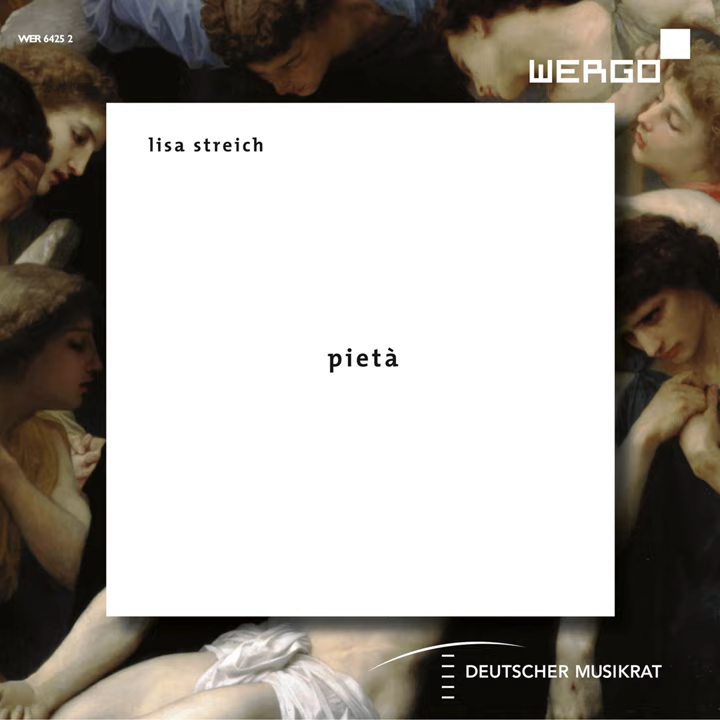 WER 6425 2
WERGO
lisa streich
pietà
DEUTSCHER MUSIKRAT